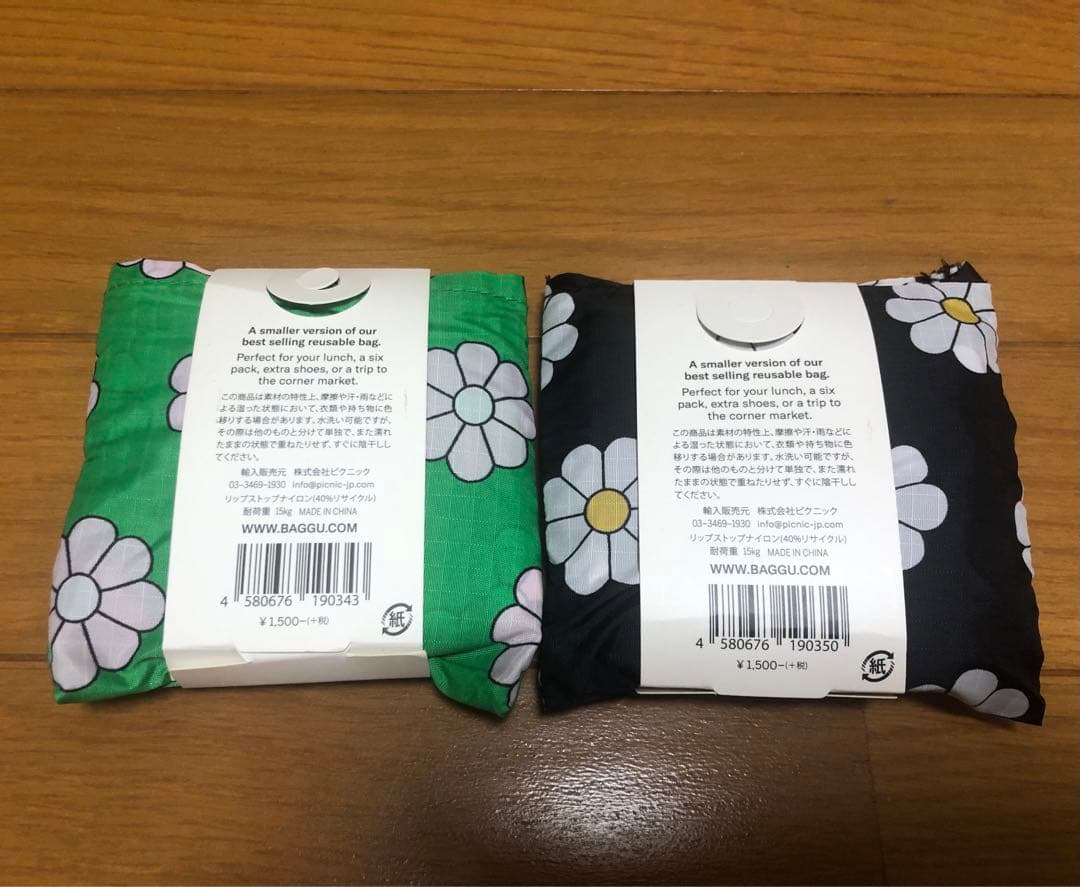 A smaller version of our
best selling reusable bag.
Perfect for your lunch, a six
pack, extra shoes, or a trip to
the corner market.
この商品は素材の特性上、摩擦や汗・雨などに
よる湿った状態において、衣類や持ち物に色
移りする場合があります。水洗い可能ですが、
その際は他のものと分けて単独で、また濡れ
たままの状態で重ねたりせず、すぐに陰干しし
てください。
輸入販売元 株式会社ピクニック
03-3469-1930 info@picnic-jp.com
リップストップナイロン(40%リサイクル)
耐荷重 15kg MADE IN CHINA
WWW.BAGGU.COM
4 580676 190343
¥1,500-(+税)
紙
A smaller version of our
best selling reusable bag.
Perfect for your lunch, a six
pack, extra shoes, or a trip to
the corner market.
この商品は素材の特性上、摩擦や汗・雨などに
よる湿った状態において、衣類や持ち物に色
移りする場合があります。水洗い可能ですが、
その際は他のものと分けて単独で、また濡れ
たままの状態で重ねたりせず、すぐに陰干しし
てください。
輸入販売元 株式会社ピクニック
03-3469-1930 info@picnic-jp.com
リップストップナイロン(40%リサイクル)
耐荷重 15kg MADE IN CHINA
WWW.BAGGU.COM
4 580676 190350
¥1,500-(+税)
紙